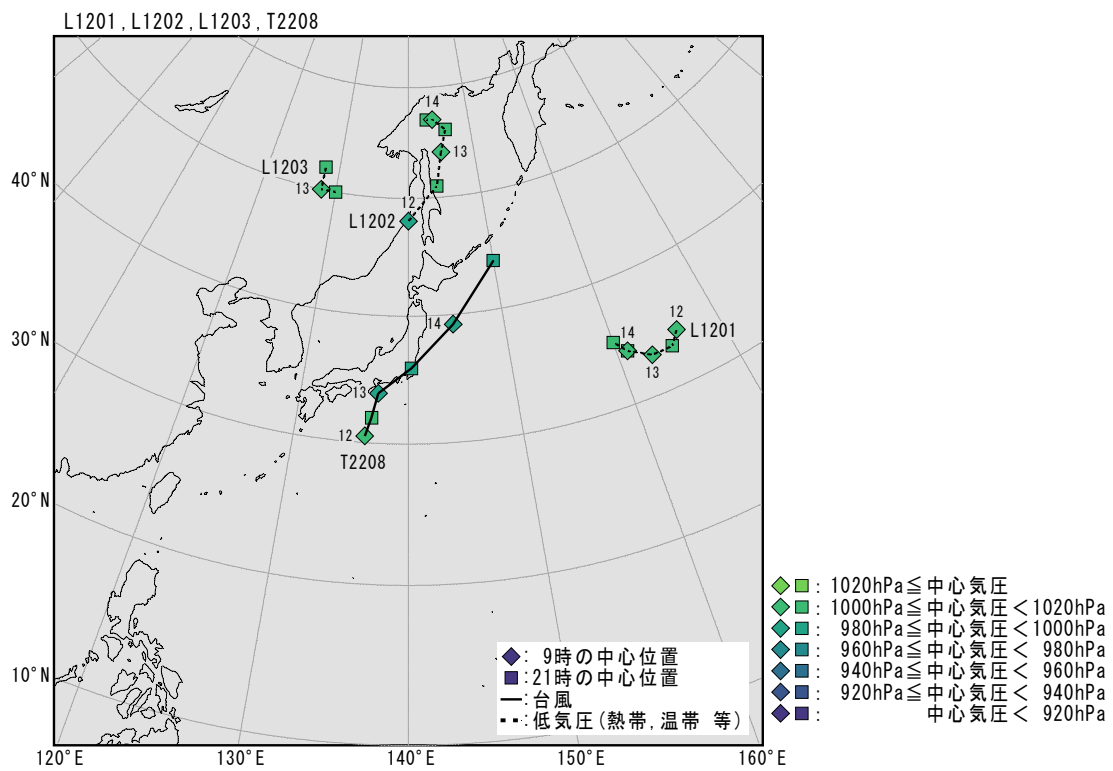 L1201,L1202,L1203,T2208
14
L1203
13
13
40°N
12
L1202
12
14
L1201
14
30°N
13
13
12
T2208
20°N
10°N
◆: 9時の中心位置
■:21時の中心位置
―:台風
---:低気圧(熱帯,温帯 等)
120°E
130°E
140°E
150°E
160°E
◆■: 1020hPa≦中心気圧
◆■: 1000hPa≦中心気圧<1020hPa
◆■: 980hPa≦中心気圧<1000hPa
◆■: 960hPa≦中心気圧< 980hPa
◆■: 940hPa≦中心気圧< 960hPa
◆■: 920hPa≦中心気圧< 940hPa
◆■: 中心気圧< 920hPa